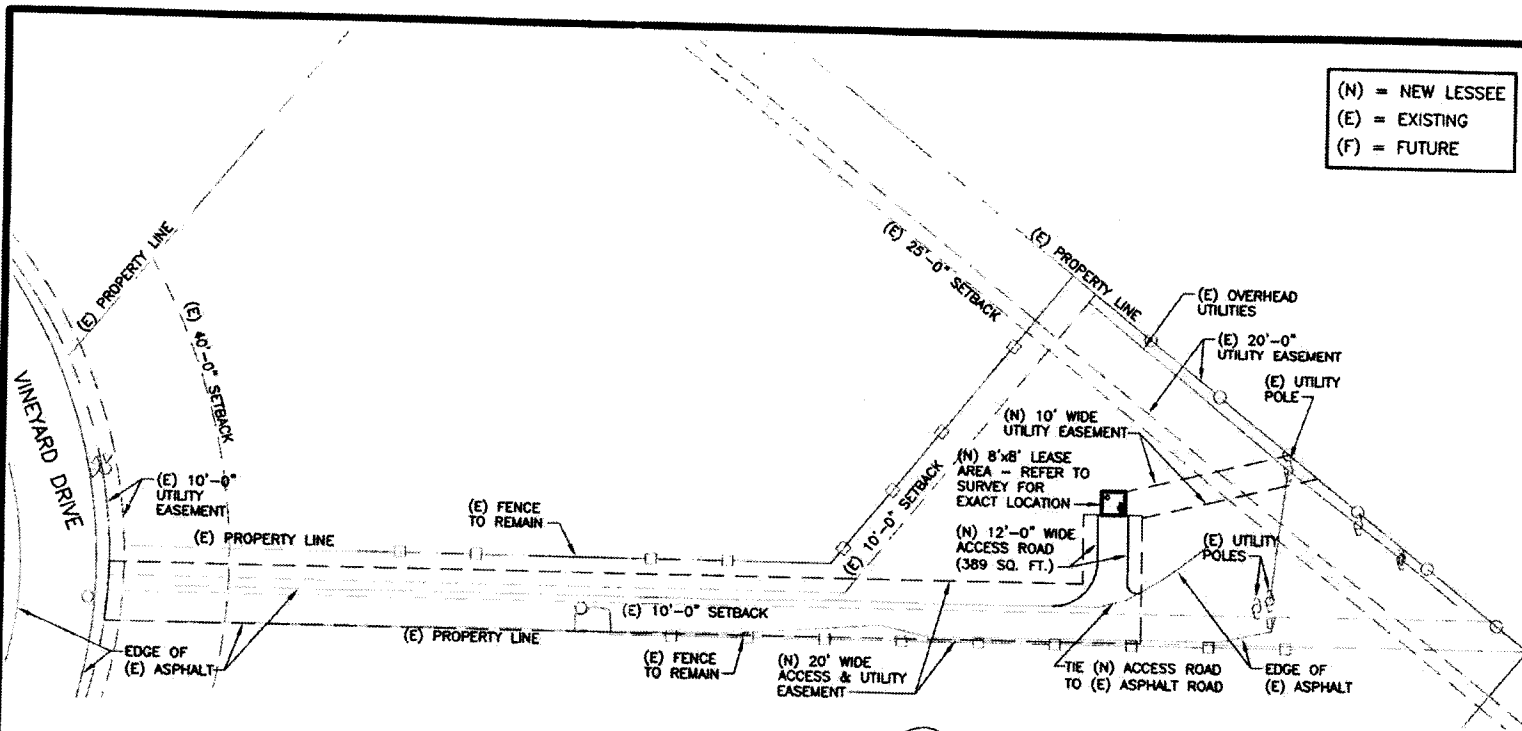 (N) = NEW LESSEE
(E) = EXISTING
(F) = FUTURE
(E) PROPERTY LINE
(E) 40'-0" SETBACK
VINEYARD DRIVE
(E) 10'-0"
UTILITY
EASEMENT
(E) PROPERTY LINE
(E) FENCE
TO REMAIN
(E) 25'-0" SETBACK
(E) PROPERTY LINE
(E) OVERHEAD
UTILITIES
(E) 20'-0"
UTILITY EASEMENT
(E) UTILITY
POLE
(N) 10' WIDE
UTILITY EASEMENT
(N) 8'x8' LEASE
AREA – REFER TO
SURVEY FOR
EXACT LOCATION
(E) 10'-0" SETBACK
(N) 12'-0" WIDE
ACCESS ROAD
(389 SQ. FT.)
(E) UTILITY
POLES
(E) 10'-0" SETBACK
(E) PROPERTY LINE
EDGE OF
(E) ASPHALT
(E) FENCE
TO REMAIN
(N) 20' WIDE
ACCESS & UTILITY
EASEMENT
TIE (N) ACCESS ROAD
TO (E) ASPHALT ROAD
EDGE OF
(E) ASPHALT